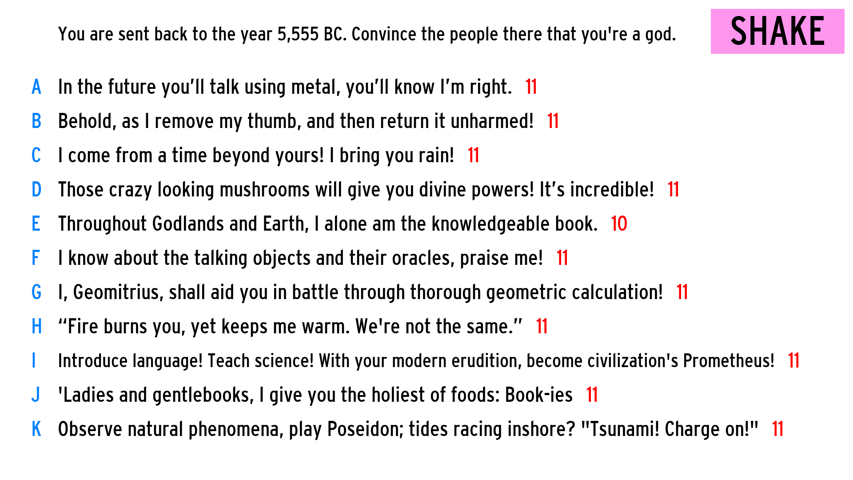 You are sent back to the year 5,555 BC. Convince the people there that you're a god.
SHAKE
A In the future you'll talk using metal, you'll know I'm right. 11
B Behold, as I remove my thumb, and then return it unharmed! 11
C I come from a time beyond yours! I bring you rain! 11
D Those crazy looking mushrooms will give you divine powers! It's incredible! 11
E Throughout Godlands and Earth, I alone am the knowledgeable book. 10
F I know about the talking objects and their oracles, praise me! 11
G I, Geomitrius, shall aid you in battle through thorough geometric calculation! 11
H “Fire burns you, yet keeps me warm. We're not the same.” 11
I Introduce language! Teach science! With your modern erudition, become civilization's Prometheus! 11
J 'Ladies and gentlebooks, I give you the holiest of foods: Book-ies 11
K Observe natural phenomena, play Poseidon; tides racing inshore? "Tsunami! Charge on!" 11